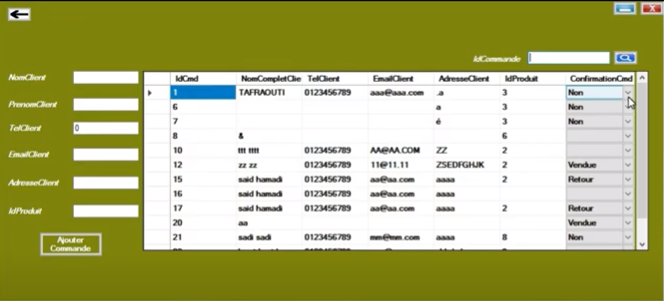 IdCommande
NomClient
PrenomClient
TelClient 0
EmailClient
AdresseClient
IdProduit
Ajouter
Commande
IdCmd NomCompletClie TelClient EmailClient AdresseClient IdProduit ConfirmationCmd
1 TAFRAOUTI 0123456789 aaa@aaa.com .a 3 Non
6 a 3 Non
7 é 3 Non
8 & 6
10 ttt tttt 0123456789 AA@AA.COM ZZ 2
12 zz zz 0123456789 11@11.11 ZSEDFGHJK 2 Vendue
15 said hamadi 0123456789 aa@aa.com aaaa 2 Retour
16 said hamadi 0123456789 aa@aa.com aaaa
17 said hamadi 0123456789 aa@aa.com aaaa 2 Retour
20 aa Vendue
21 sadi sadi 0123456789 mm@mm.com aaaa 8 Non